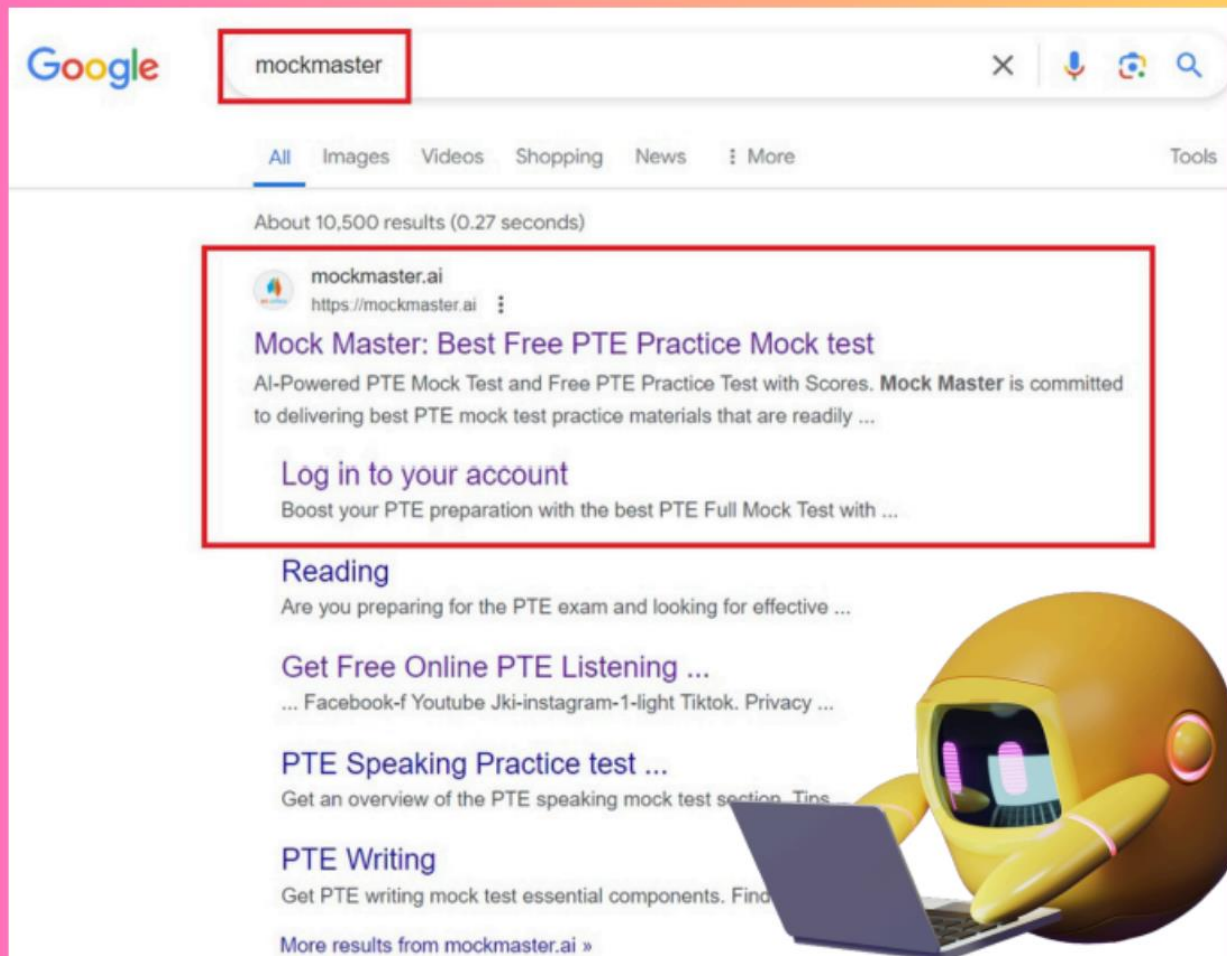 Google
mockmaster
All Images Videos Shopping News More Tools
About 10,500 results (0.27 seconds)
mockmaster.ai
https://mockmaster.ai
Mock Master: Best Free PTE Practice Mock test
AI-Powered PTE Mock Test and Free PTE Practice Test with Scores. Mock Master is committed
to delivering best PTE mock test practice materials that are readily ...
Log in to your account
Boost your PTE preparation with the best PTE Full Mock Test with ...
Reading
Are you preparing for the PTE exam and looking for effective ...
Get Free Online PTE Listening ...
... Facebook-f Youtube Jki-instagram-1-light Tiktok. Privacy ...
PTE Speaking Practice test ...
Get an overview of the PTE speaking mock test section. Tips
PTE Writing
Get PTE writing mock test essential components. Find
More results from mockmaster.ai »